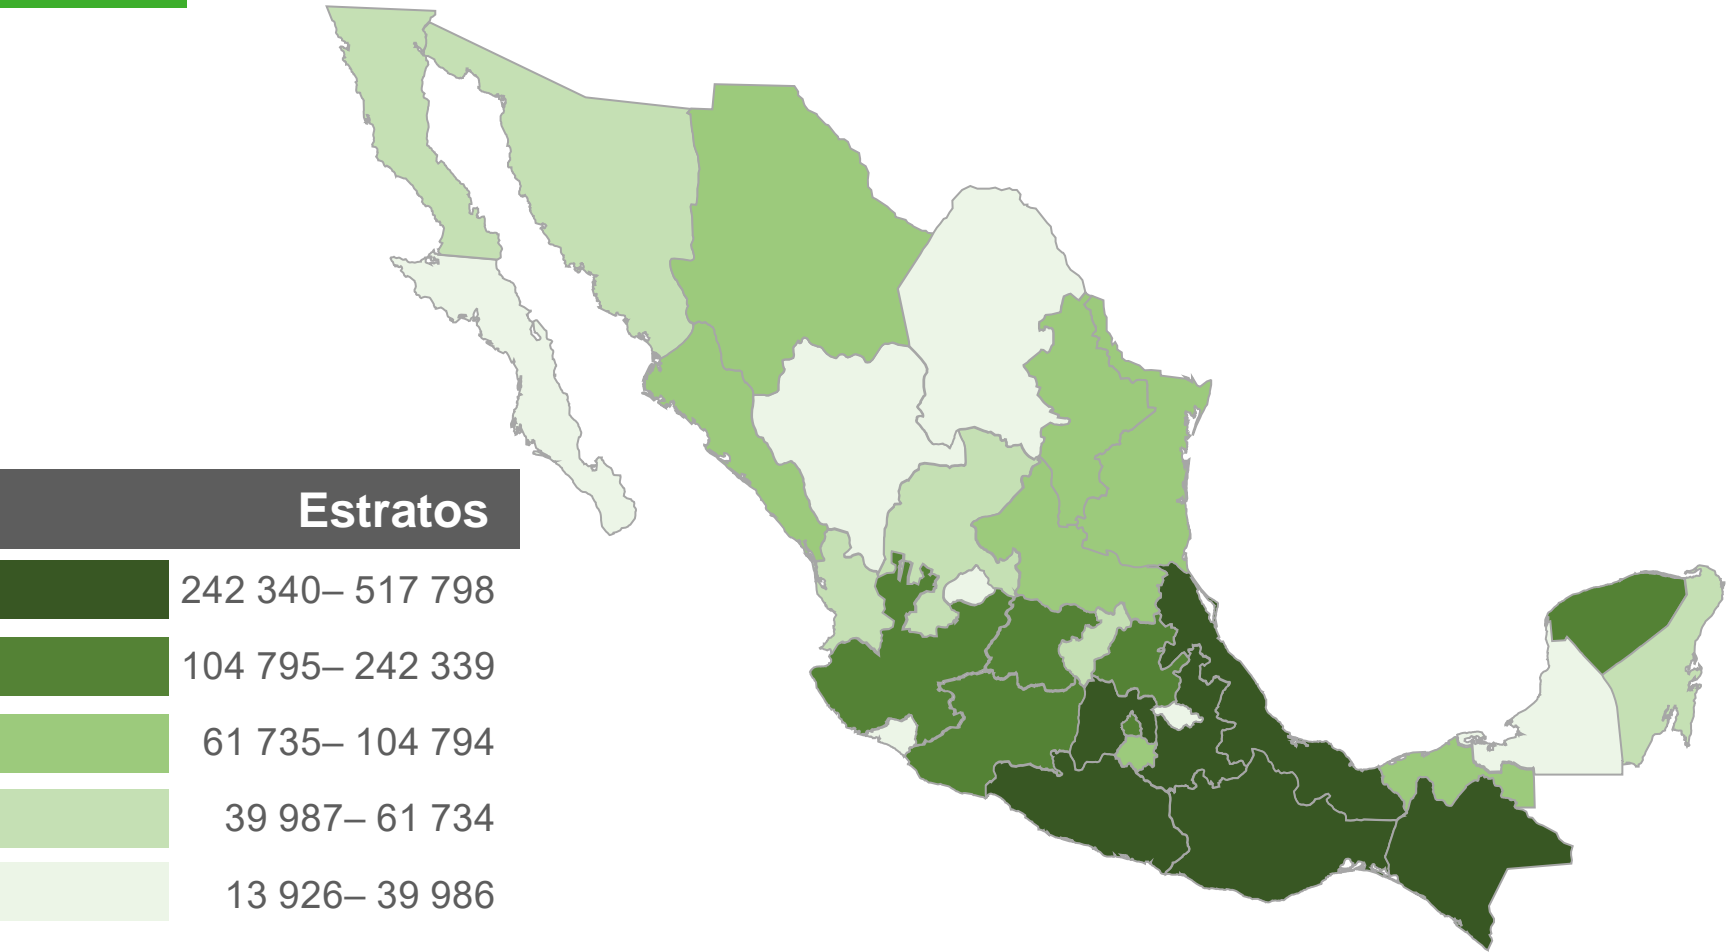 Estratos
242 340– 517 798
104 795– 242 339
61 735– 104 794
39 987– 61 734
13 926– 39 986